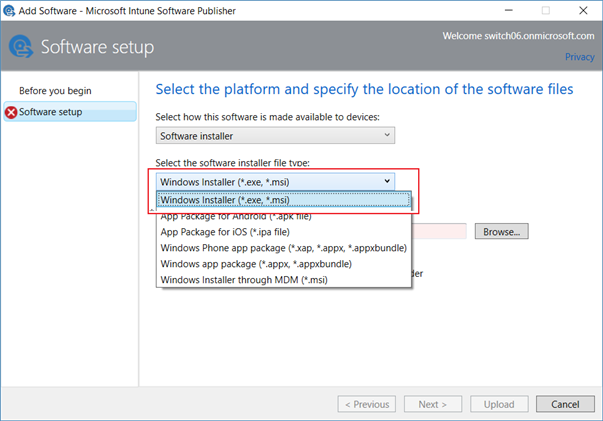 Add Software - Microsoft Intune Software Publisher
Software setup
Welcome switch06.onmicrosoft.com
Privacy
Before you begin
Software setup
Select the platform and specify the location of the software files
Select how this software is made available to devices:
Software installer
Select the software installer file type:
Windows Installer (*.exe, *.msi)
Windows Installer (*.exe, *.msi)
App Package for Android (*.apk file)
App Package for iOS (*.ipa file)
Windows Phone app package (*.xap, *.appx, *.appxbundle)
Browse...
Windows app package (*.appx, *.appxbundle)
Windows Installer through MDM (*.msi)
< Previous
Next >
Upload
Cancel